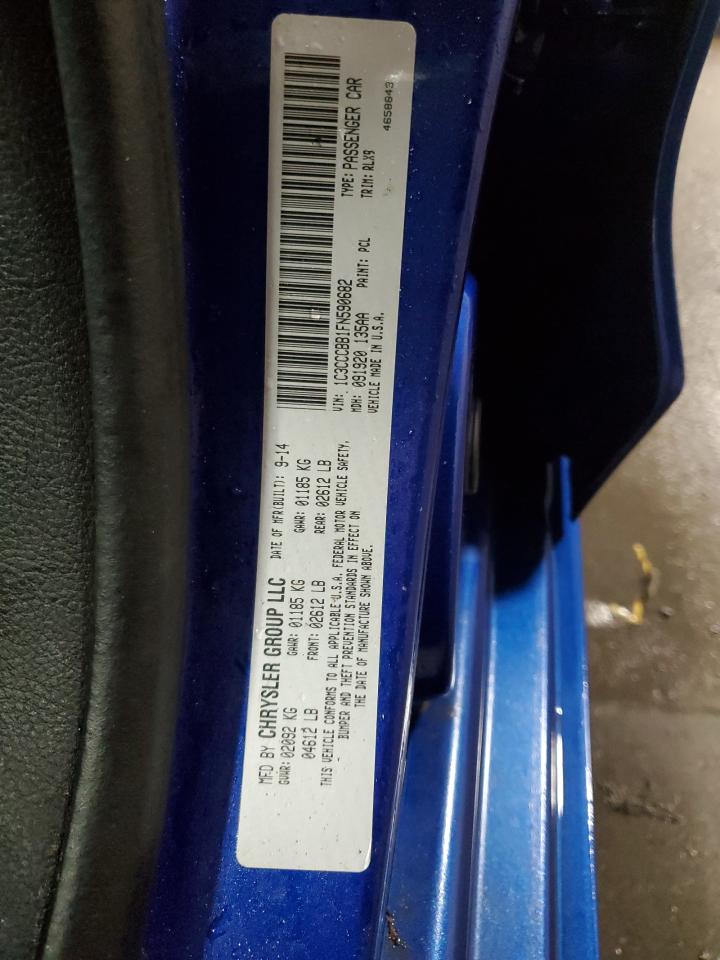 MFD BY CHRYSLER GROUP LLC DATE OF MFR(BUILT): 9-14
GVWR: 02092 KG GAWR: 01185 KG GAWR: 01185 KG
04612 LB FRONT: 02612 LB REAR: 02612 LB
THIS VEHICLE CONFORMS TO ALL APPLICABLE U.S.A. FEDERAL MOTOR VEHICLE SAFETY,
BUMPER AND THEFT PREVENTION STANDARDS IN EFFECT ON
THE DATE OF MANUFACTURE SHOWN ABOVE.
VIN: 1C3CCCBB1FN590682 TYPE: PASSENGER CAR
MDH: 091920 135AA PAINT: PCL TRIM: RLX9
VEHICLE MADE IN U.S.A. 46588431